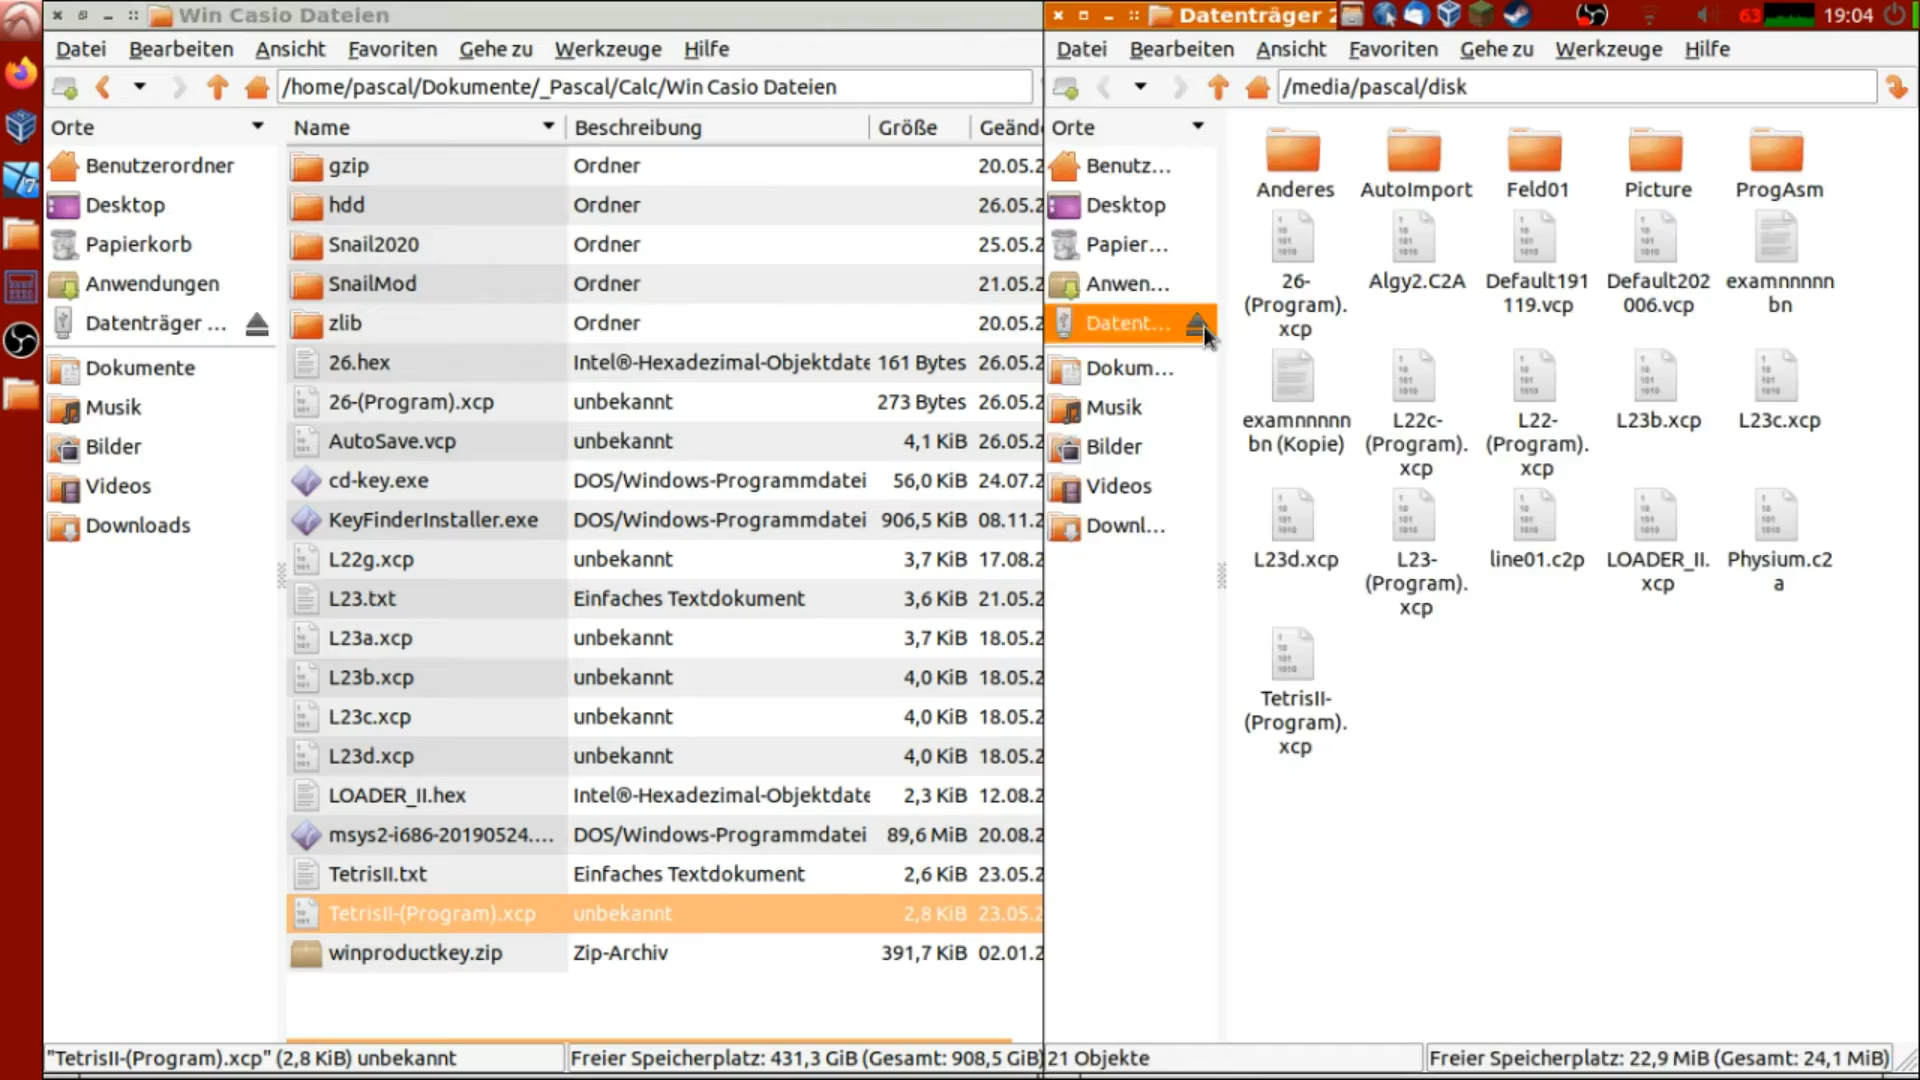 Win Casio Dateien
Datei Bearbeiten Ansicht Favoriten Gehe zu Werkzeuge Hilfe
/home/pascal/Dokumente/_Pascal/Calc/Win Casio Dateien
Orte
Benutzerordner
Desktop
Papierkorb
Anwendungen
Datenträger ...
Dokumente
Musik
Bilder
Videos
Downloads
Name Beschreibung Größe Geänd
gzip Ordner 20.05.2
hdd Ordner 26.05.2
Snail2020 Ordner 25.05.2
SnailMod Ordner 21.05.2
zlib Ordner 20.05.2
26.hex Intel®-Hexadezimal-Objektdate 161 Bytes 26.05.2
26-(Program).xcp unbekannt 273 Bytes 26.05.2
AutoSave.vcp unbekannt 4,1 KiB 26.05.2
cd-key.exe DOS/Windows-Programmdatei 56,0 KiB 24.07.2
KeyFinderInstaller.exe DOS/Windows-Programmdatei 906,5 KiB 08.11.2
L22g.xcp unbekannt 3,7 KiB 17.08.2
L23.txt Einfaches Textdokument 3,6 KiB 21.05.2
L23a.xcp unbekannt 3,7 KiB 18.05.2
L23b.xcp unbekannt 4,0 KiB 18.05.2
L23c.xcp unbekannt 4,0 KiB 18.05.2
L23d.xcp unbekannt 4,0 KiB 18.05.2
LOADER_II.hex Intel®-Hexadezimal-Objektdate 2,3 KiB 12.08.2
msys2-i686-20190524.... DOS/Windows-Programmdatei 89,6 MiB 20.08.2
TetrisII.txt Einfaches Textdokument 2,6 KiB 23.05.2
TetrisII-(Program).xcp unbekannt 2,8 KiB 23.05.2
winproductkey.zip Zip-Archiv 391,7 KiB 02.01.2
"TetrisII-(Program).xcp" (2,8 KiB) unbekannt
Freier Speicherplatz: 431,3 GiB (Gesamt: 908,5 GiB)
Datenträger 2
63
19:04
Datei Bearbeiten Ansicht Favoriten Gehe zu Werkzeuge Hilfe
/media/pascal/disk
Orte
Benutz...
Desktop
Papier...
Anwen...
Datent...
Dokum...
Musik
Bilder
Videos
Downl...
Anderes
AutoImport
Feld01
Picture
ProgAsm
26-
(Program).
xcp
Algy2.C2A
Default191
119.vcp
Default202
006.vcp
examnnnnn
bn
examnnnnn
bn (Kopie)
L22c-
(Program).
xcp
L22-
(Program).
xcp
L23b.xcp
L23c.xcp
L23d.xcp
L23-
(Program).
xcp
line01.c2p
LOADER_II.
xcp
Physium.c2
a
TetrisII-
(Program).
xcp
21 Objekte
Freier Speicherplatz: 22,9 MiB (Gesamt: 24,1 MiB)